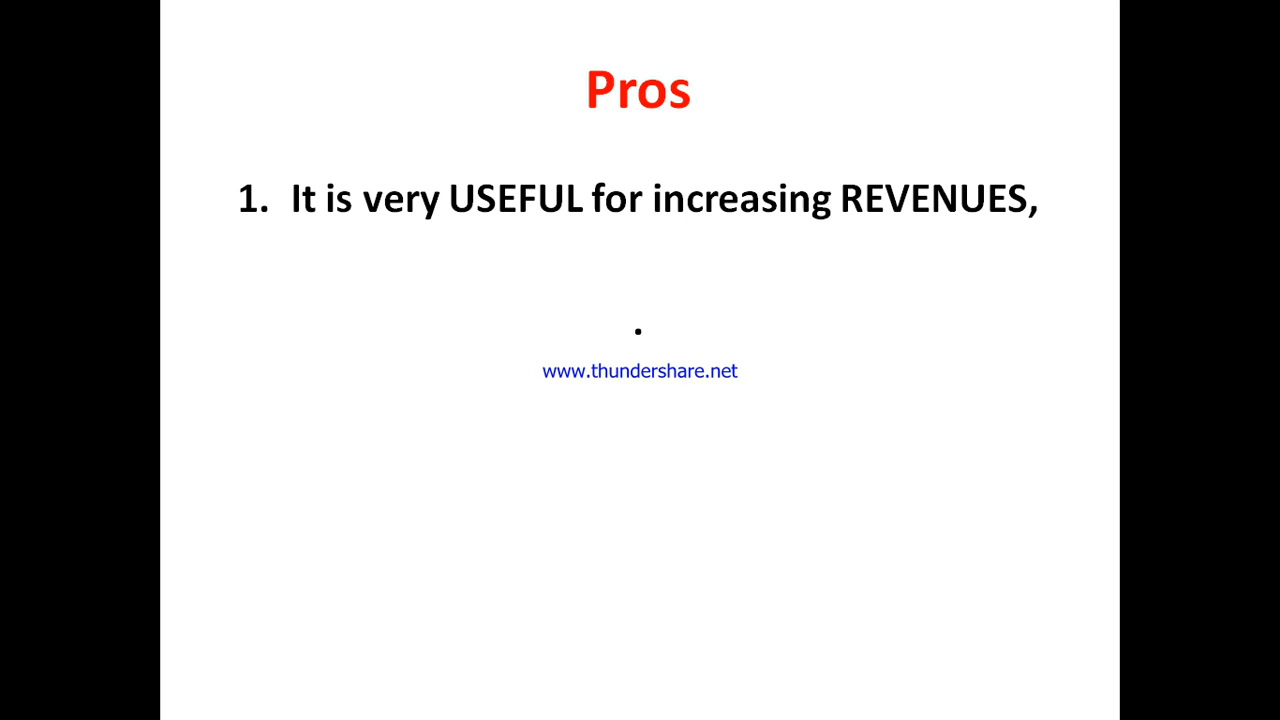 Pros
1. It is very USEFUL for increasing REVENUES,
.
www.thundershare.net